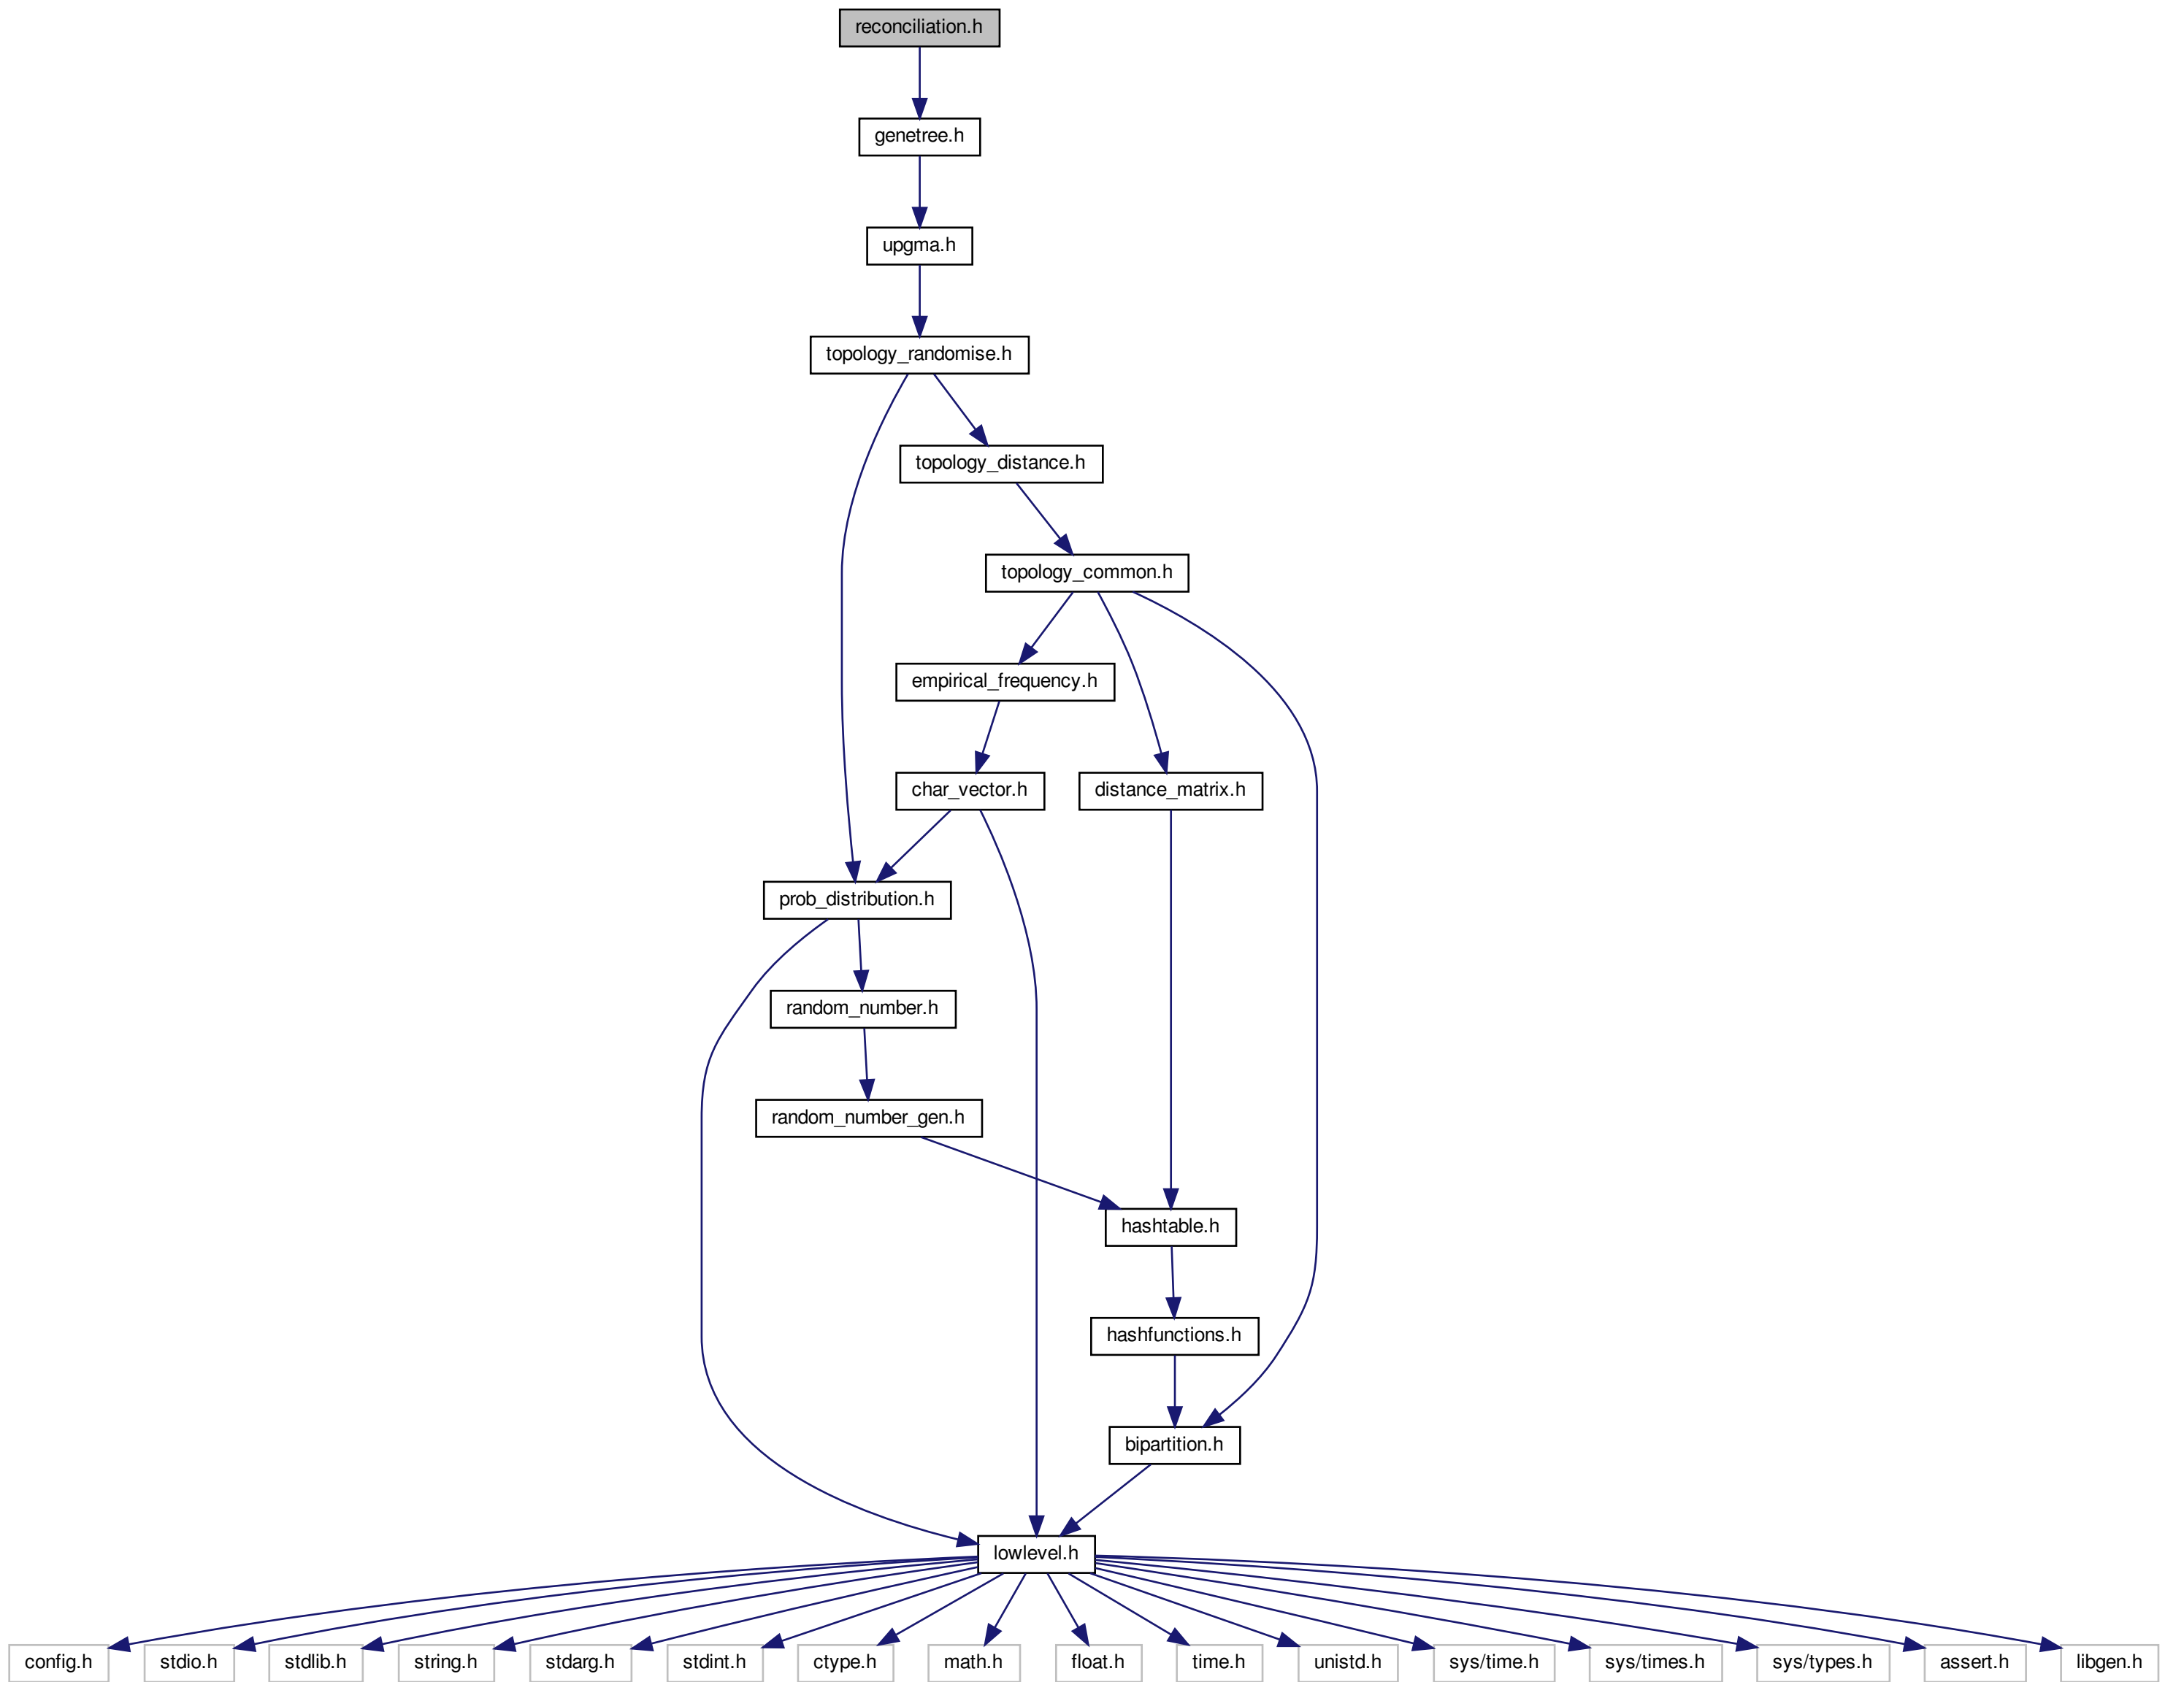 reconciliation.h
genetree.h
upgma.h
topology_randomise.h
topology_distance.h
topology_common.h
empirical_frequency.h
char_vector.h
distance_matrix.h
prob_distribution.h
random_number.h
random_number_gen.h
hashtable.h
hashfunctions.h
bipartition.h
lowlevel.h
config.h
stdio.h
stdlib.h
string.h
stdarg.h
stdint.h
ctype.h
math.h
float.h
time.h
unistd.h
sys/time.h
sys/times.h
sys/types.h
assert.h
libgen.h